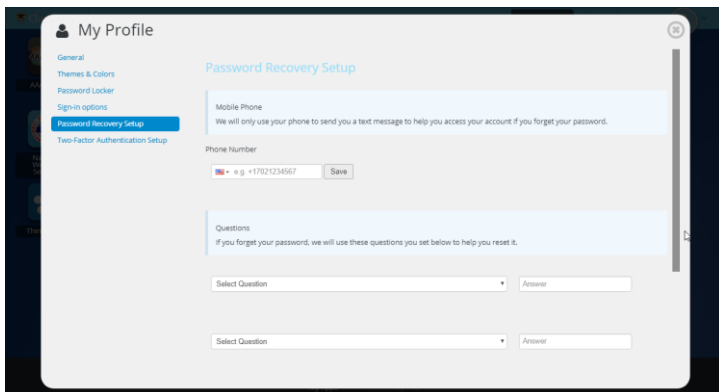 My Profile
General
Themes & Colors
Password Locker
Sign-in options
Password Recovery Setup
Two-Factor Authentication Setup
Password Recovery Setup
Mobile Phone
We will only use your phone to send you a text message to help you access your account if you forget your password.
Phone Number
e.g. +17021234567 Save
Questions
If you forget your password, we will use these questions you set below to help you reset it.
Select Question Answer
Select Question Answer